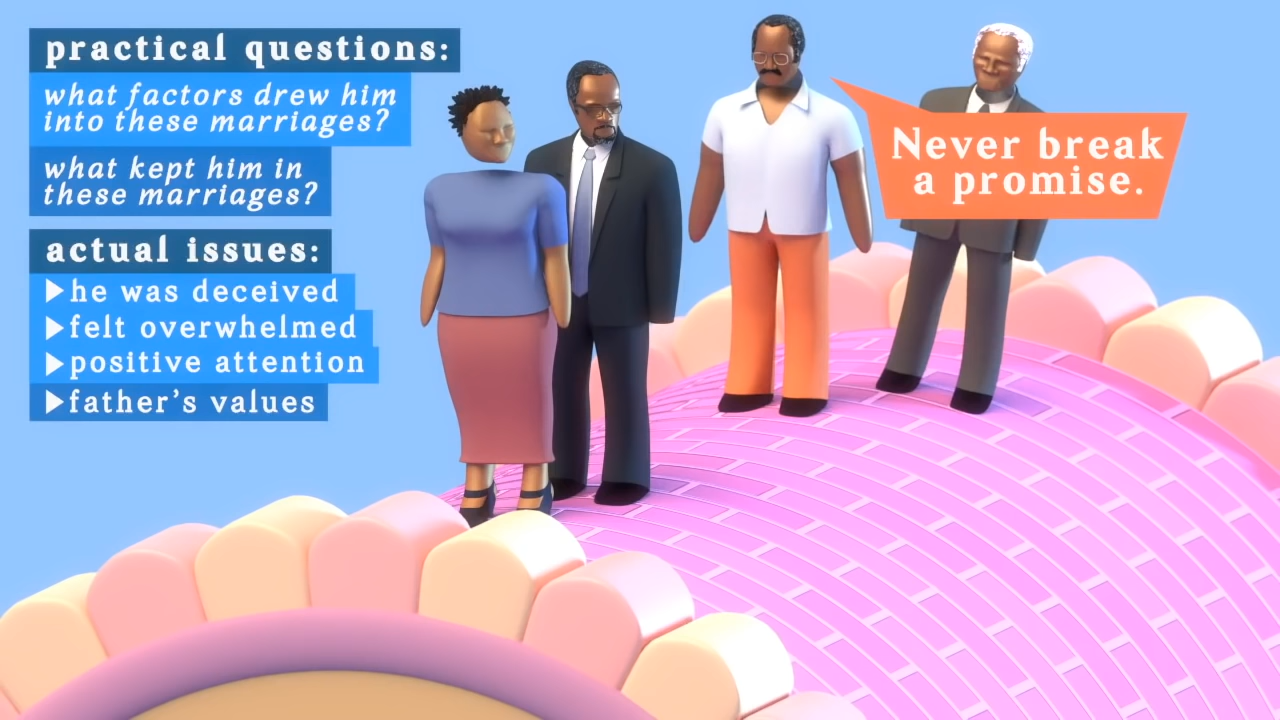 practical questions:
what factors drew him
into these marriages?
what kept him in
these marriages?
actual issues:
▶he was deceived
▶felt overwhelmed
▶positive attention
▶father's values
Never break
a promise.